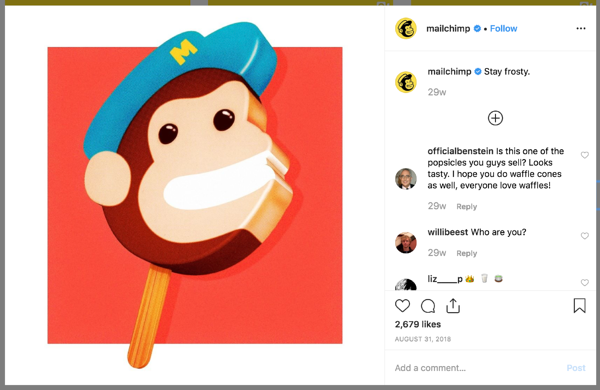 M
mailchimp • Follow
mailchimp Stay frosty.
29w
officialbenstein Is this one of the
popsicles you guys sell? Looks
tasty. I hope you do waffle cones
as well, everyone love waffles!
29w Reply
willibeest Who are you?
29w Reply
liz____p
2,679 likes
AUGUST 31, 2018
Add a comment... Post